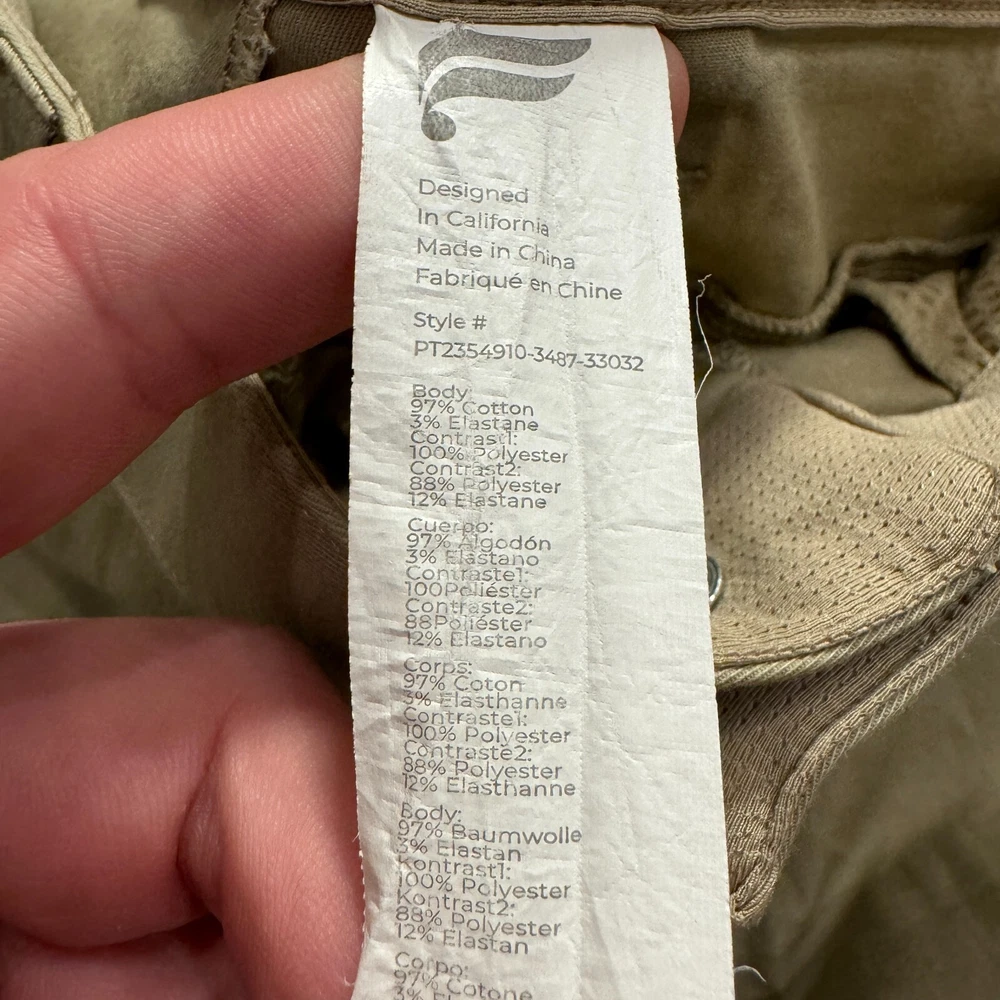 Designed
In California
Made in China
Fabriqué en Chine
Style #
PT2354910-3487-33032
Body:
97% Cotton
3% Elastane
Contrast1:
100% Polyester
Contrast2:
88% Polyester
12% Elastane
Cuerpo:
97% Algodón
3% Elastano
Contraste1:
100Poliéster
Contraste2:
88Poliéster
12% Elastano
Corps:
97% Coton
3% Elasthanne
Contraste1:
100% Polyester
Contraste2:
88% Polyester
12% Elasthanne
Body:
97% Baumwolle
3% Elastan
Kontrast1:
100% Polyester
Kontrast2:
88% Polyester
12% Elastan
Corpo:
97% Cotone
3%